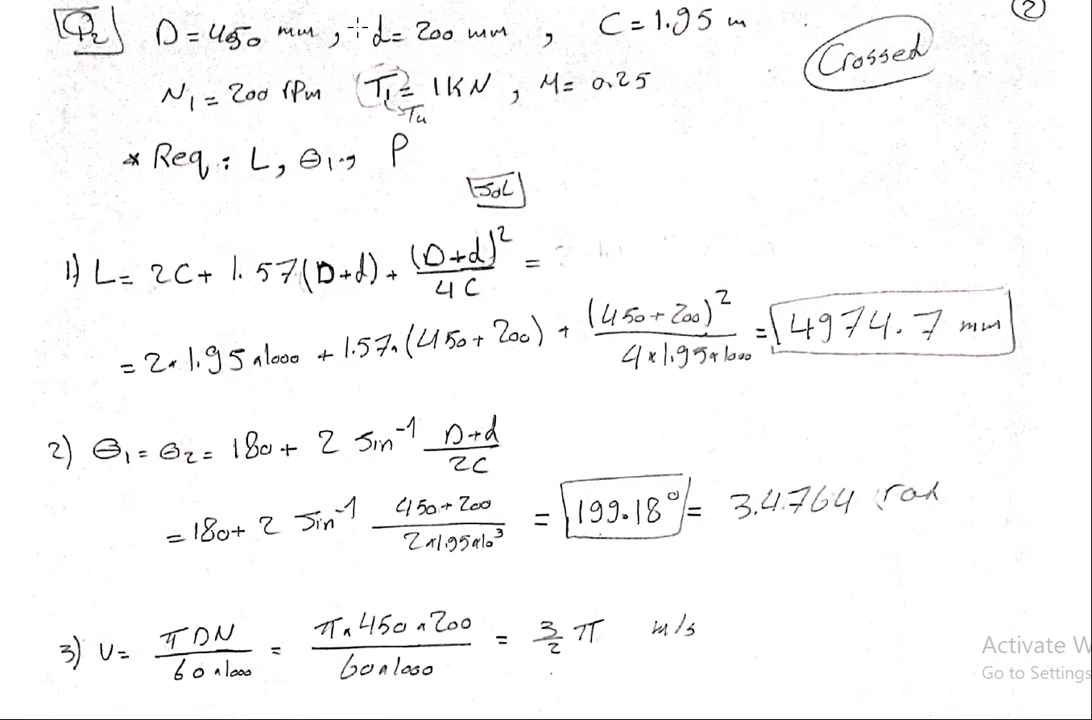 ②
P2 D = 450 mm , d = 200 mm , C = 1.95 m
Crossed
N1 = 200 rpm (T1 = 1 KN , M = 0.25
Tu
* Req : L, θ1, P
SOL
1) L = 2C + 1.57(D+d) + (D+d)² / 4C =
= 2 × 1.95 × 1000 + 1.57 × (450 + 200) + (450 + 200)² / 4 × 1.95 × 1000 = 4974.7 mm
2) θ1 = θ2 = 180 + 2 Sin⁻¹ D+d / 2C
= 180 + 2 Sin⁻¹ 450 + 200 / 2 × 1.95 × 10³ = 199.18° = 3.4764 rad
3) V = πDN / 60 × 1000 = π × 450 × 200 / 60 × 1000 = 3/2 π m/s
Activate W
Go to Settings